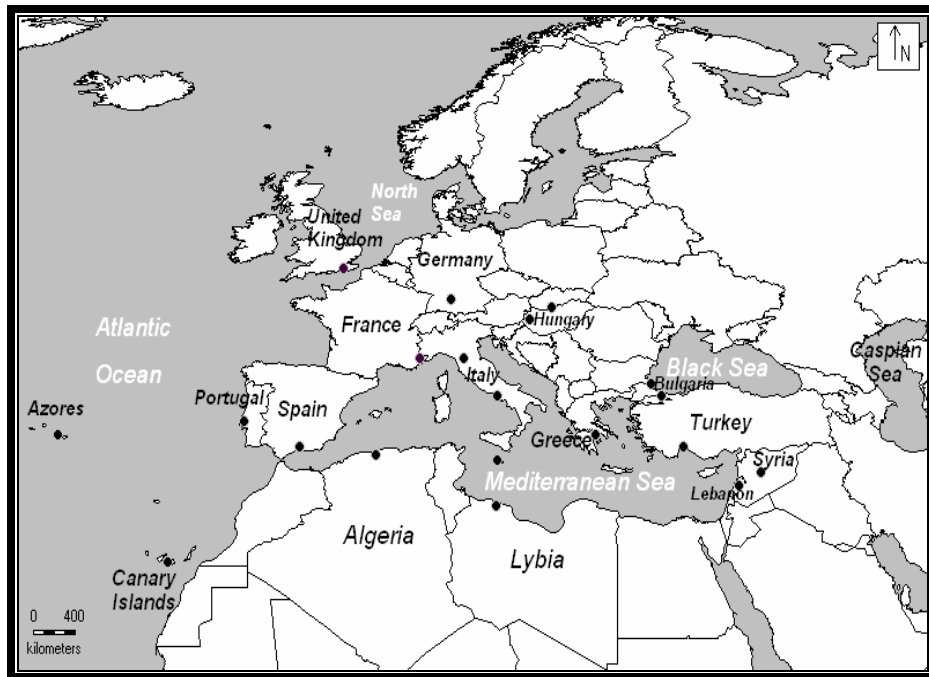 N
North
Sea
United
Kingdom
Germany
Atlantic
Ocean
France
Hungary
Italy
Black Sea
Caspian
Sea
Bulgaria
Azores
Portugal
Spain
Greece
Turkey
Syria
Mediterranean Sea
Lebanon
Algeria
Lybia
Canary
Islands
0 400
kilometers